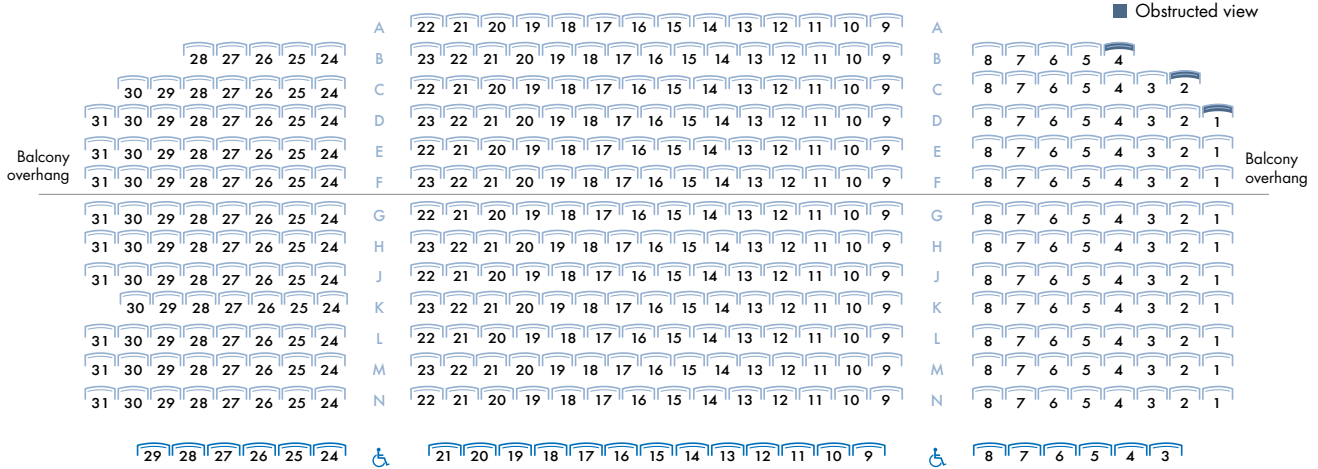 Obstructed view
A 22 21 20 19 18 17 16 15 14 13 12 11 10 9 A
28 27 26 25 24 B 23 22 21 20 19 18 17 16 15 14 13 12 11 10 9 B 8 7 6 5 4
30 29 28 27 26 25 24 C 22 21 20 19 18 17 16 15 14 13 12 11 10 9 C 8 7 6 5 4 3 2
31 30 29 28 27 26 25 24 D 23 22 21 20 19 18 17 16 15 14 13 12 11 10 9 D 8 7 6 5 4 3 2 1
31 30 29 28 27 26 25 24 E 22 21 20 19 18 17 16 15 14 13 12 11 10 9 E 8 7 6 5 4 3 2 1
Balcony
overhang
Balcony
overhang
31 30 29 28 27 26 25 24 F 23 22 21 20 19 18 17 16 15 14 13 12 11 10 9 F 8 7 6 5 4 3 2 1
31 30 29 28 27 26 25 24 G 22 21 20 19 18 17 16 15 14 13 12 11 10 9 G 8 7 6 5 4 3 2 1
31 30 29 28 27 26 25 24 H 23 22 21 20 19 18 17 16 15 14 13 12 11 10 9 H 8 7 6 5 4 3 2 1
31 30 29 28 27 26 25 24 J 22 21 20 19 18 17 16 15 14 13 12 11 10 9 J 8 7 6 5 4 3 2 1
30 29 28 27 26 25 24 K 23 22 21 20 19 18 17 16 15 14 13 12 11 10 9 K 8 7 6 5 4 3 2 1
31 30 29 28 27 26 25 24 L 22 21 20 19 18 17 16 15 14 13 12 11 10 9 L 8 7 6 5 4 3 2 1
31 30 29 28 27 26 25 24 M 23 22 21 20 19 18 17 16 15 14 13 12 11 10 9 M 8 7 6 5 4 3 2 1
31 30 29 28 27 26 25 24 N 22 21 20 19 18 17 16 15 14 13 12 11 10 9 N 8 7 6 5 4 3 2 1
29 28 27 26 25 24 21 20 19 18 17 16 15 14 13 12 11 10 9 8 7 6 5 4 3